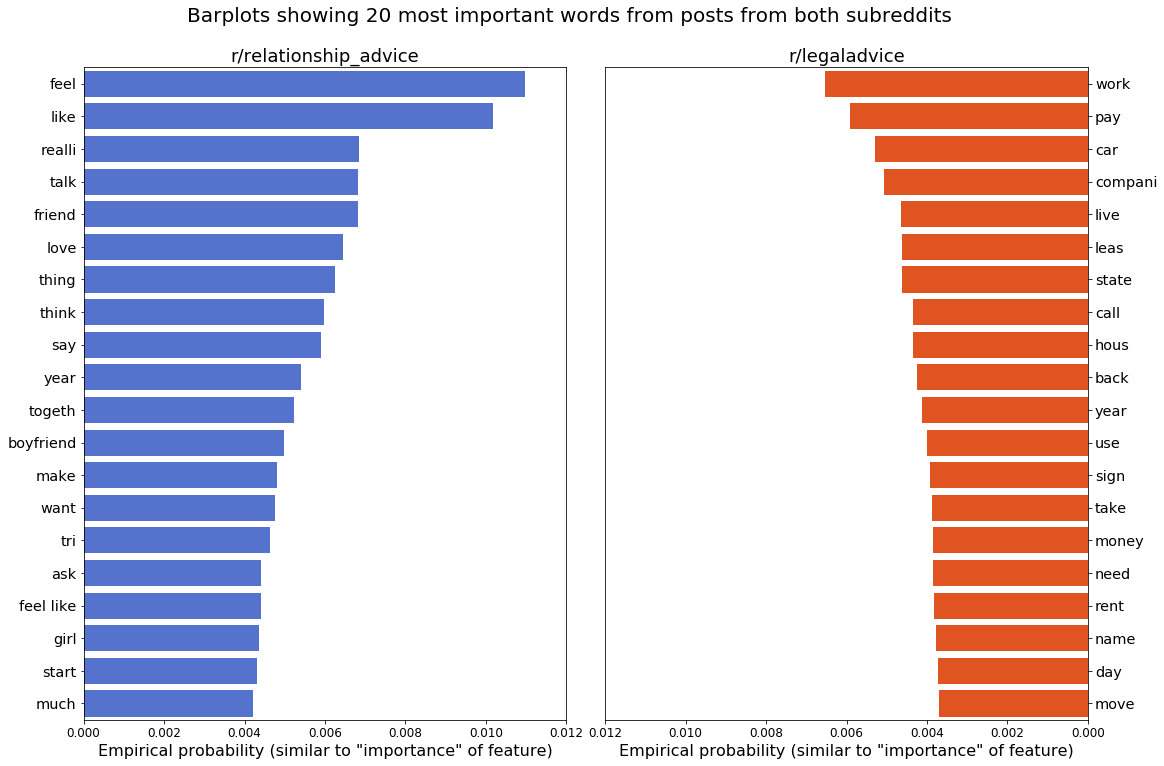 Barplots showing 20 most important words from posts from both subreddits
r/relationship_advice
feel
like
realli
talk
friend
love
thing
think
say
year
togeth
boyfriend
make
want
tri
ask
feel like
girl
start
much
0.000 0.002 0.004 0.006 0.008 0.010 0.012
Empirical probability (similar to "importance" of feature)
r/legaladvice
work
pay
car
compani
live
leas
state
call
hous
back
year
use
sign
take
money
need
rent
name
day
move
0.012 0.010 0.008 0.006 0.004 0.002 0.000
Empirical probability (similar to "importance" of feature)